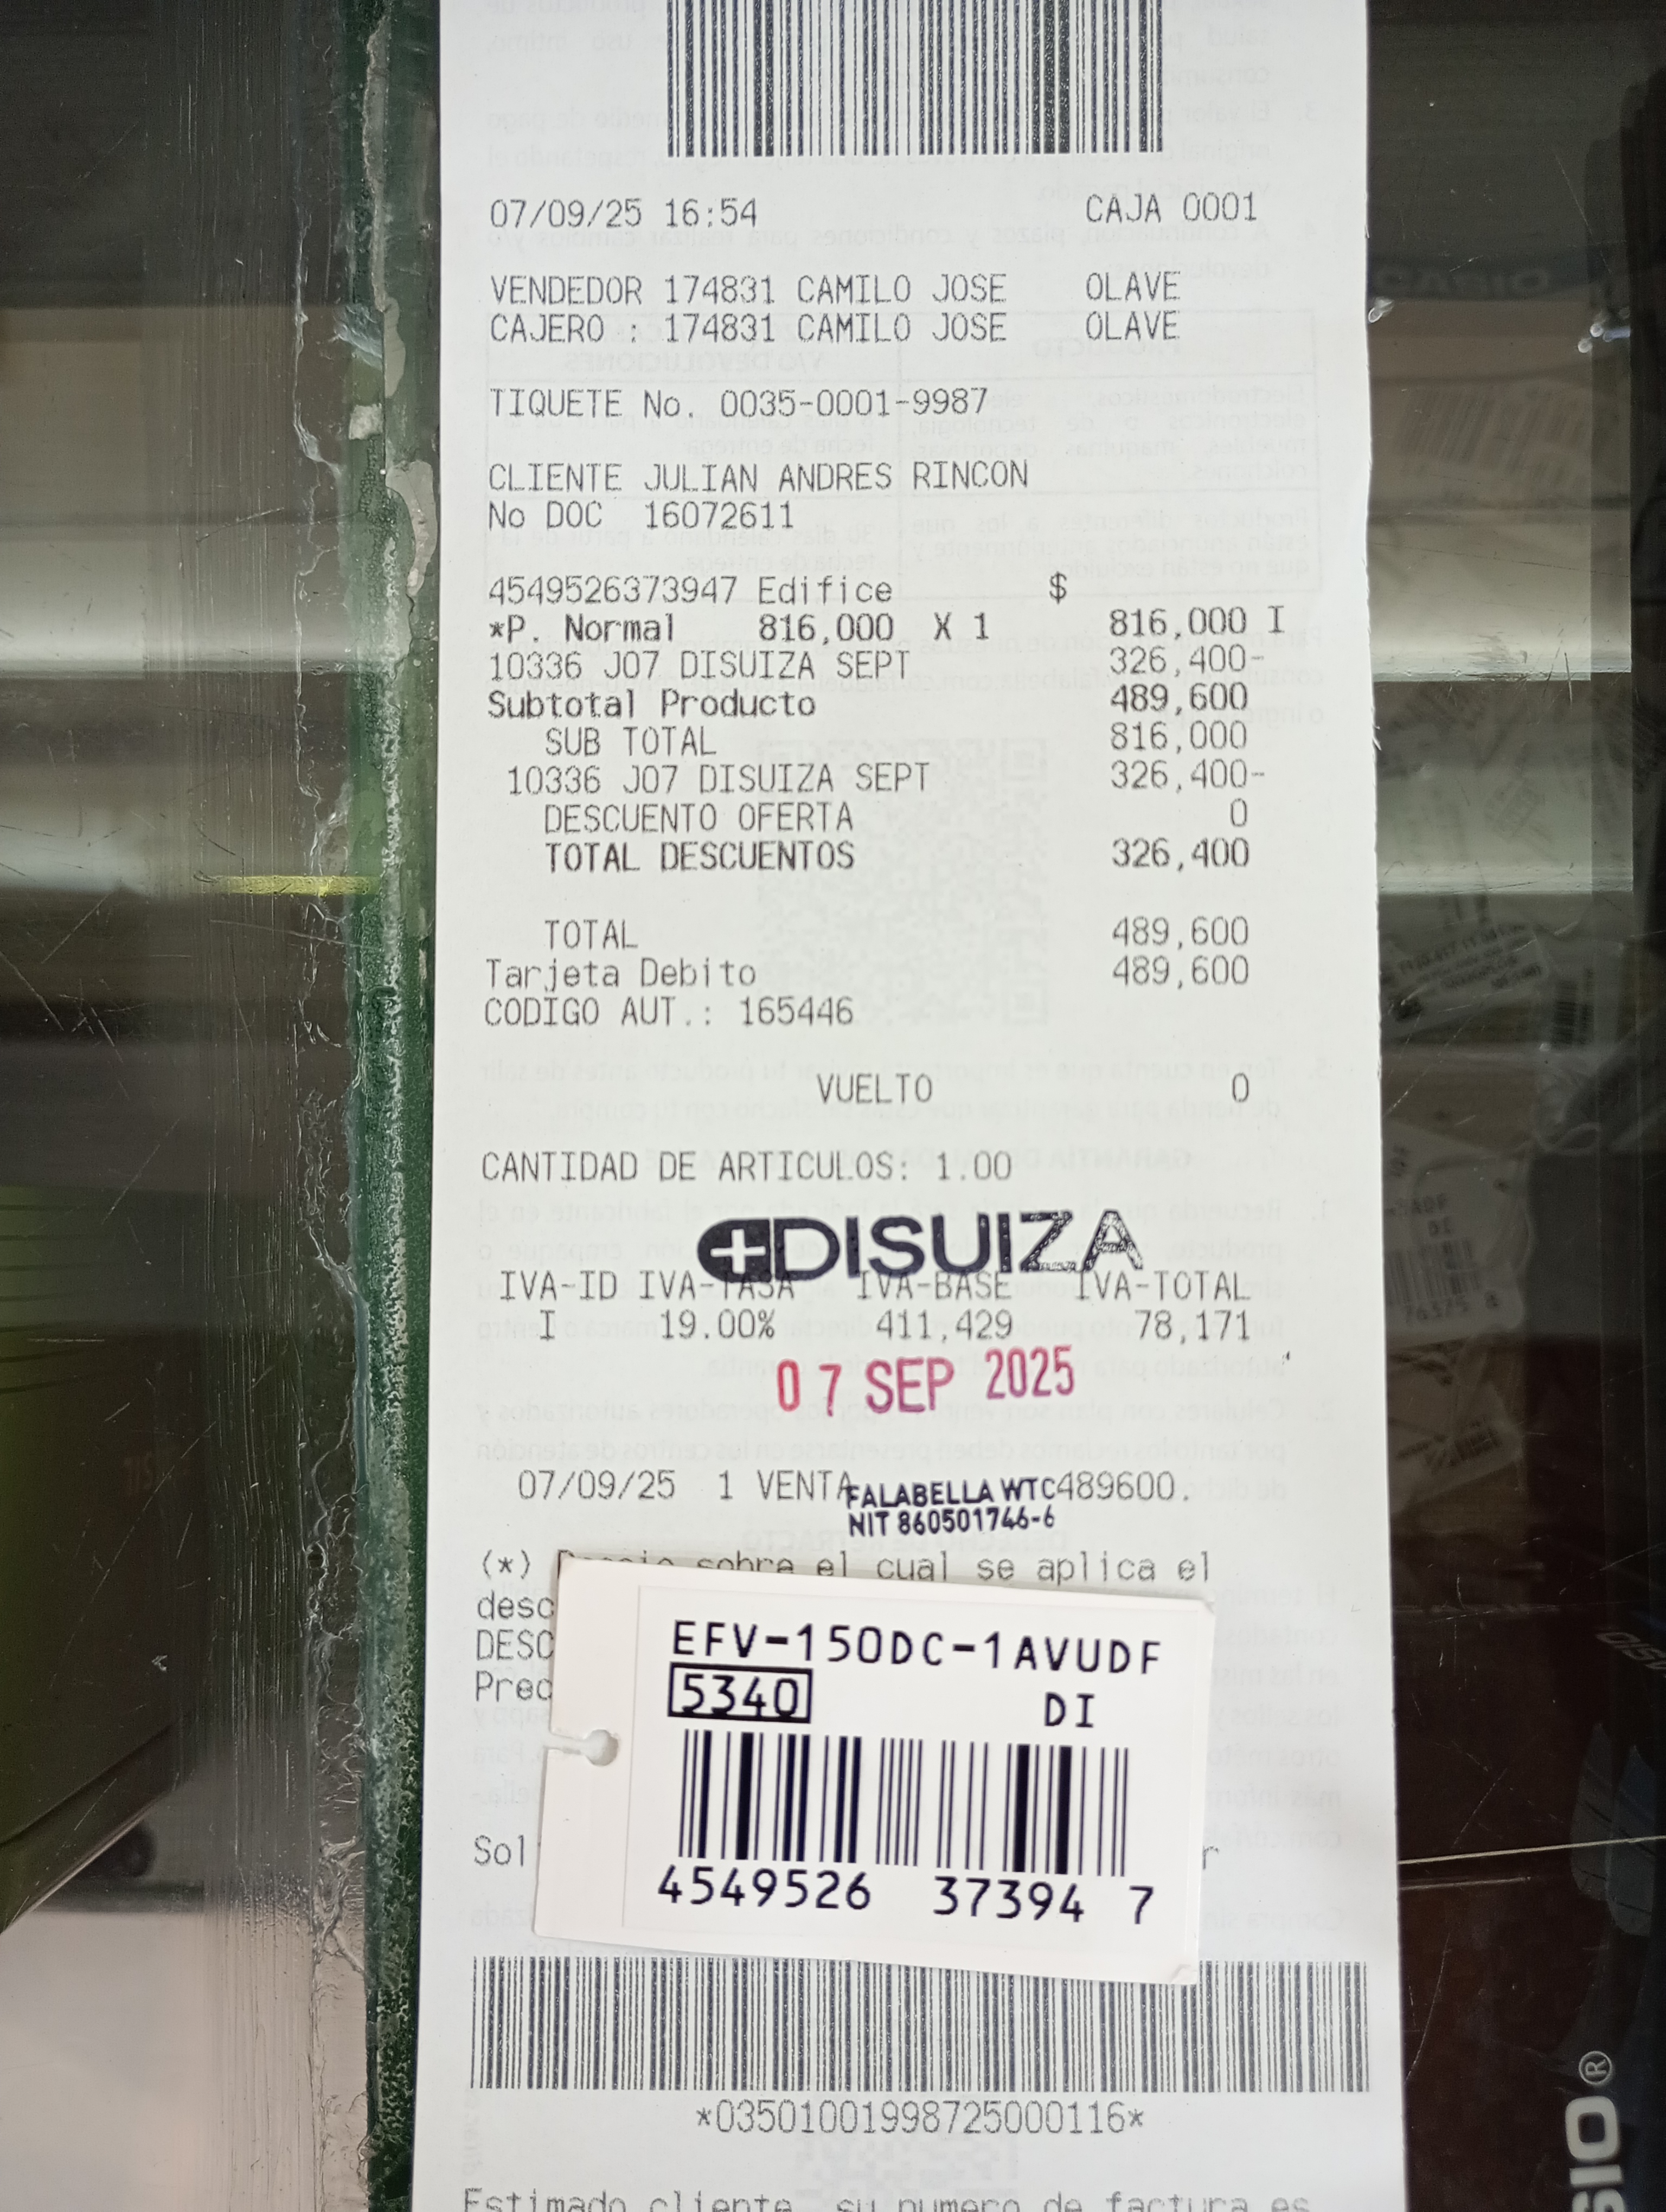 07/09/25 16:54 CAJA 0001
VENDEDOR 174831 CAMILO JOSE OLAVE
CAJERO : 174831 CAMILO JOSE OLAVE
TIQUETE No. 0035-0001-9987
CLIENTE JULIAN ANDRES RINCON
No DOC 16072611
4549526373947 Edifice $
*P. Normal 816,000 X 1 816,000 I
10336 J07 DISUIZA SEPT 326,400-
Subtotal Producto 489,600
SUB TOTAL 816,000
10336 J07 DISUIZA SEPT 326,400-
DESCUENTO OFERTA 0
TOTAL DESCUENTOS 326,400
TOTAL 489,600
Tarjeta Debito 489,600
CODIGO AUT.: 165446
VUELTO 0
CANTIDAD DE ARTICULOS: 1.00
DISUIZA
IVA-ID IVA-TASA IVA-BASE IVA-TOTAL
I 19.00% 411,429 78,171
07 SEP 2025
07/09/25 1 VENTA 489600.
FALABELLA WTC
NIT 860501746-6
(*) sobre el cual se aplica el
desc
DESC
Prec
EFV-150DC-1AVUDF
5340 DI
4549526 37394 7
Sol
*03501001998725000116*
Estimado cliente, su numero de factura es